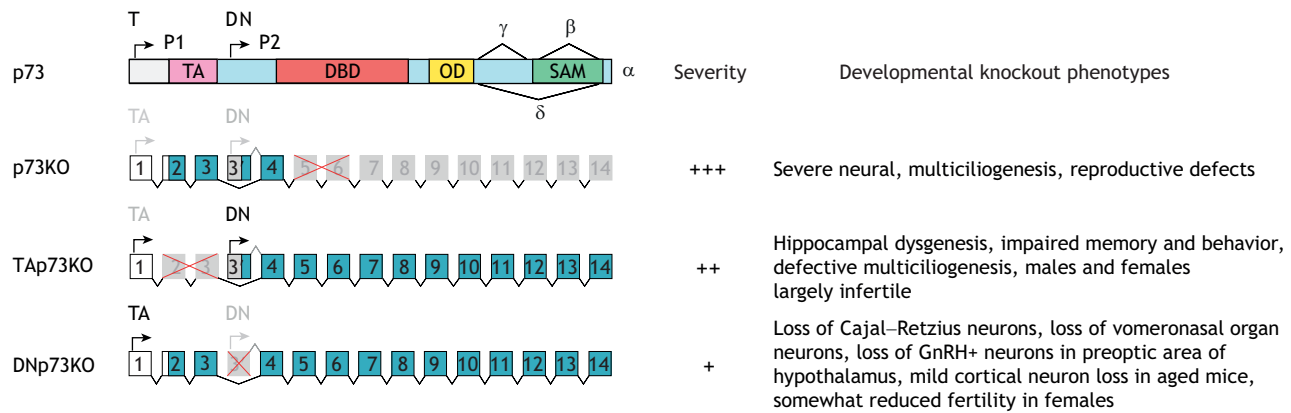 T DN
P1 P2 γ β
p73 TA DBD OD SAM α Severity Developmental knockout phenotypes
δ
TA DN
p73KO 1 2 3 3' 4 5 6 7 8 9 10 11 12 13 14 +++ Severe neural, multiciliogenesis, reproductive defects
TA DN
TAp73KO 1 2 3 3' 4 5 6 7 8 9 10 11 12 13 14 ++ Hippocampal dysgenesis, impaired memory and behavior,
defective multiciliogenesis, males and females
largely infertile
TA DN
DNp73KO 1 2 3 3' 4 5 6 7 8 9 10 11 12 13 14 + Loss of Cajal–Retzius neurons, loss of vomeronasal organ
neurons, loss of GnRH+ neurons in preoptic area of
hypothalamus, mild cortical neuron loss in aged mice,
somewhat reduced fertility in females